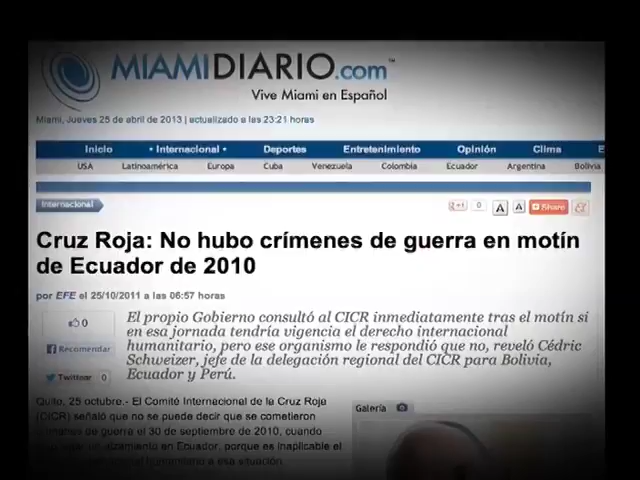 MIAMIDIARIO.com™
Vive Miami en Español
Miami, Jueves 25 de abril de 2013 | actualizado a las 23:21 horas
Inicio • Internacional • Deportes Entretenimiento Opinión Clima E
USA Latinoamérica Europa Cuba Venezuela Colombia Ecuador Argentina Bolivia
Internacional
+1 0 A A Share
Cruz Roja: No hubo crímenes de guerra en motín
de Ecuador de 2010
por EFE el 25/10/2011 a las 06:57 horas
El propio Gobierno consultó al CICR inmediatamente tras el motín si
en esa jornada tendría vigencia el derecho internacional
humanitario, pero ese organismo le respondió que no, reveló Cédric
Schweizer, jefe de la delegación regional del CICR para Bolivia,
Ecuador y Perú.
0
Recomendar
Twittear 0
Quito, 25 octubre.- El Comité Internacional de la Cruz Roja
(CICR) señaló que no se puede decir que se cometieron
crímenes de guerra el 30 de septiembre de 2010, cuando
alzamiento en Ecuador, porque es inaplicable el
humanitario a esa situación.
Galería